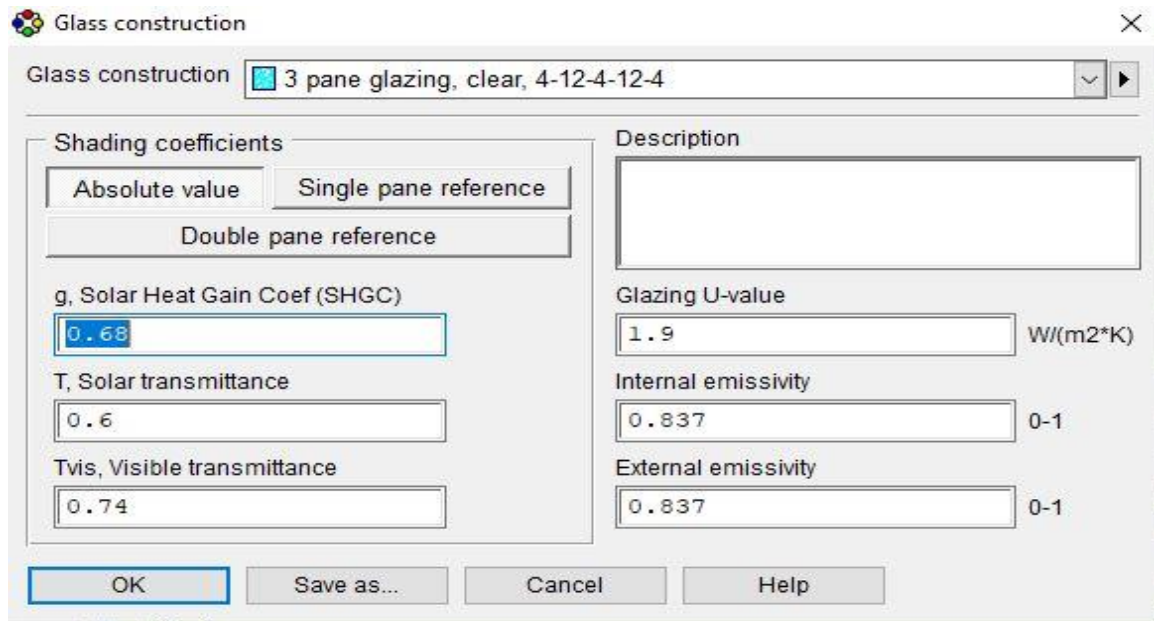 Glass construction
Glass construction 3 pane glazing, clear, 4-12-4-12-4
Shading coefficients
Absolute value Single pane reference
Double pane reference
g, Solar Heat Gain Coef (SHGC)
0.68
T, Solar transmittance
0.6
Tvis, Visible transmittance
0.74
Description
Glazing U-value
1.9 W/(m2*K)
Internal emissivity
0.837 0-1
External emissivity
0.837 0-1
OK Save as... Cancel Help